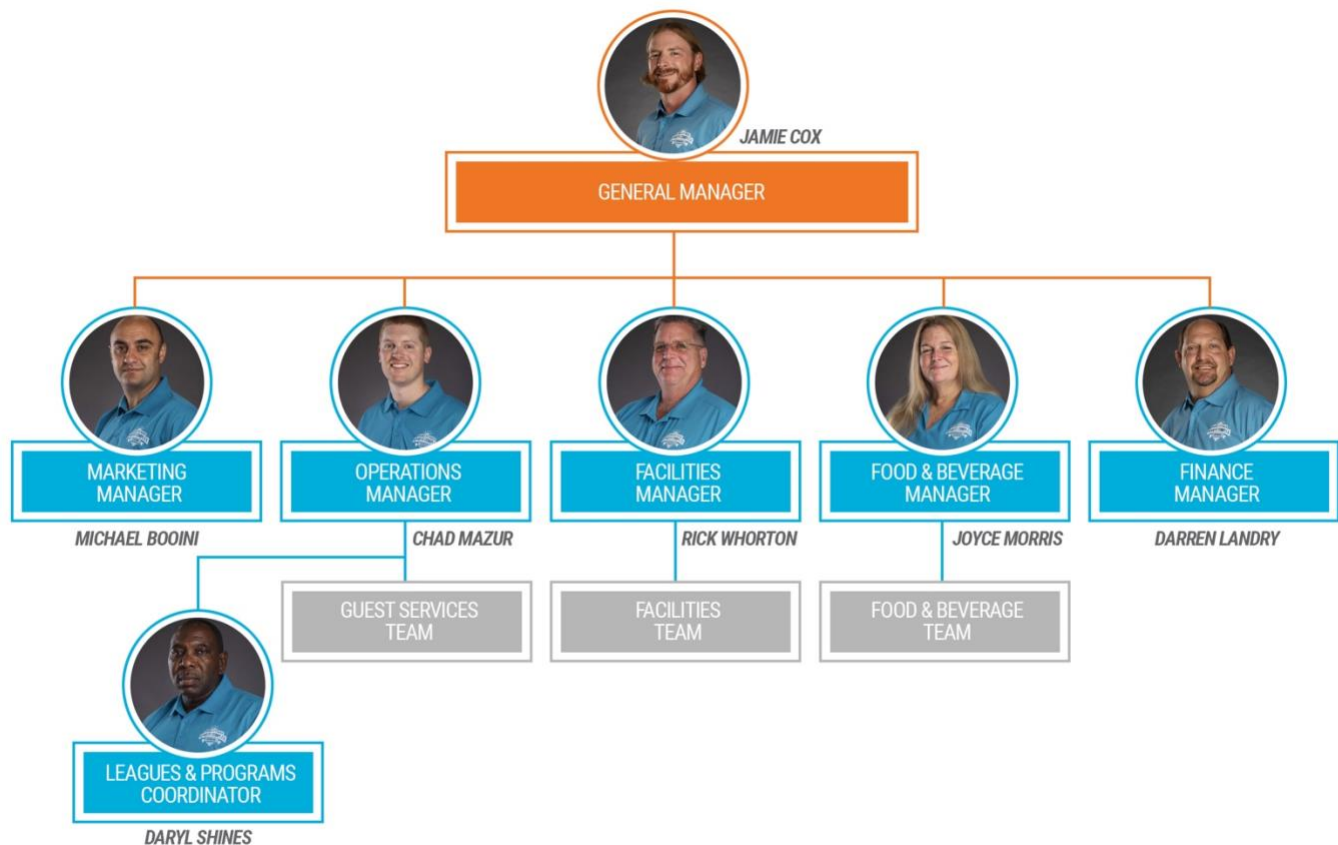 JAMIE COX
GENERAL MANAGER
MARKETING
MANAGER
MICHAEL BOOINI
OPERATIONS
MANAGER
CHAD MAZUR
FACILITIES
MANAGER
RICK WHORTON
FOOD & BEVERAGE
MANAGER
JOYCE MORRIS
FINANCE
MANAGER
DARREN LANDRY
GUEST SERVICES
TEAM
FACILITIES
TEAM
FOOD & BEVERAGE
TEAM
LEAGUES & PROGRAMS
COORDINATOR
DARYL SHINES